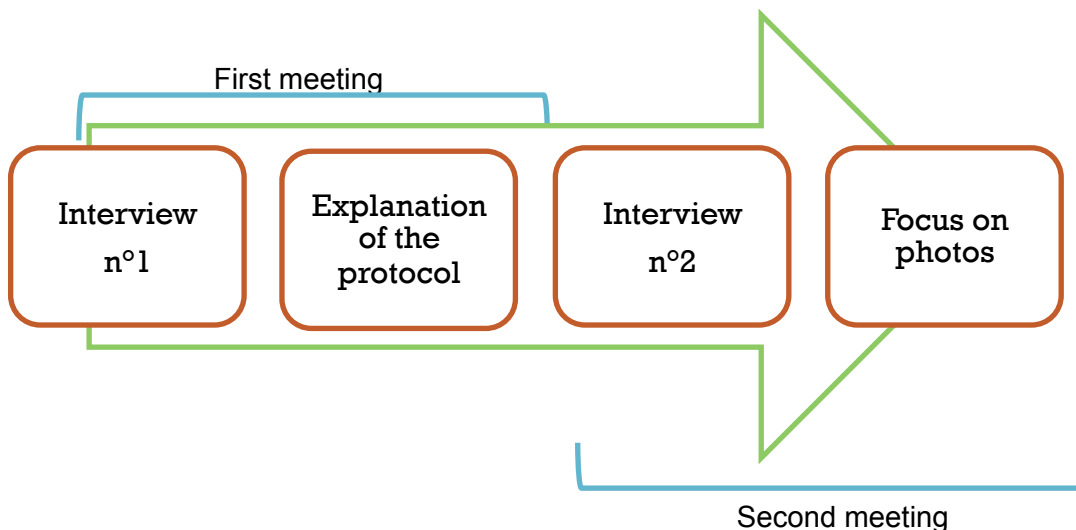 First meeting
Interview
n°1
Explanation
of the
protocol
Interview
n°2
Focus on
photos
Second meeting